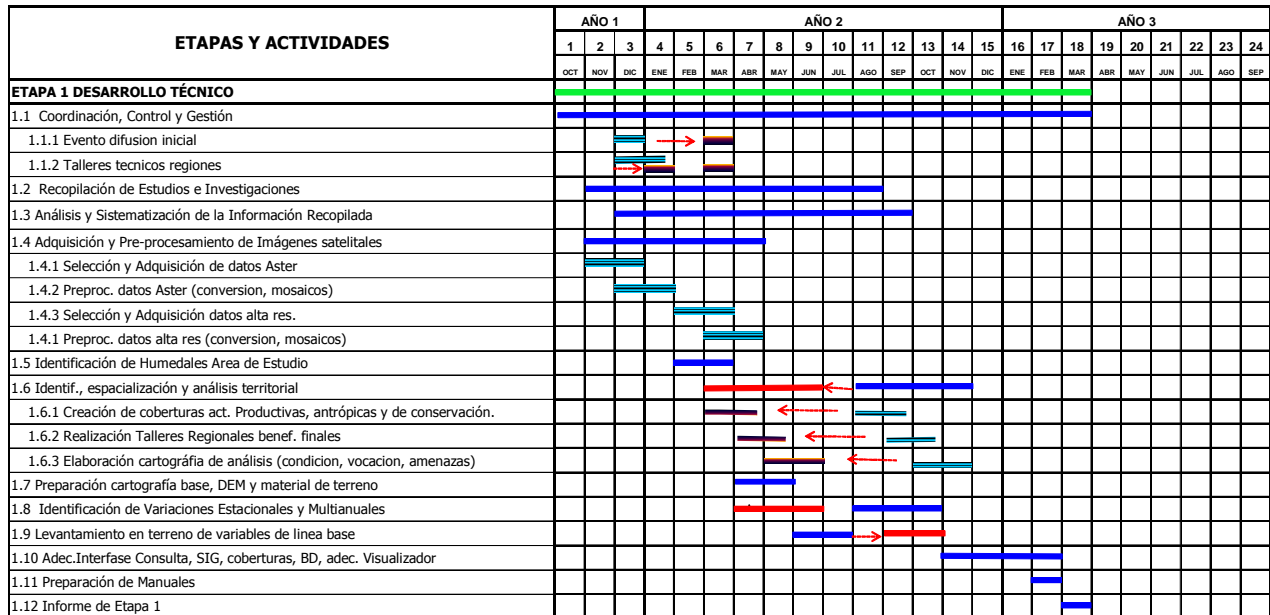 AÑO 1 AÑO 2 AÑO 3
ETAPAS Y ACTIVIDADES
1 2 3 4 5 6 7 8 9 10 11 12 13 14 15 16 17 18 19 20 21 22 23 24
OCT NOV DIC ENE FEB MAR ABR MAY JUN JUL AGO SEP OCT NOV DIC ENE FEB MAR ABR MAY JUN JUL AGO SEP
ETAPA 1 DESARROLLO TÉCNICO
1.1 Coordinación, Control y Gestión
1.1.1 Evento difusion inicial
1.1.2 Talleres tecnicos regiones
1.2 Recopilación de Estudios e Investigaciones
1.3 Análisis y Sistematización de la Información Recopilada
1.4 Adquisición y Pre-procesamiento de Imágenes satelitales
1.4.1 Selección y Adquisición de datos Aster
1.4.2 Preproc. datos Aster (conversion, mosaicos)
1.4.3 Selección y Adquisición datos alta res.
1.4.1 Preproc. datos alta res (conversion, mosaicos)
1.5 Identificación de Humedales Area de Estudio
1.6 Identif., espacialización y análisis territorial
1.6.1 Creación de coberturas act. Productivas, antrópicas y de conservación.
1.6.2 Realización Talleres Regionales benef. finales
1.6.3 Elaboración cartográfia de análisis (condicion, vocacion, amenazas)
1.7 Preparación cartografía base, DEM y material de terreno
1.8 Identificación de Variaciones Estacionales y Multianuales
1.9 Levantamiento en terreno de variables de linea base
1.10 Adec.Interfase Consulta, SIG, coberturas, BD, adec. Visualizador
1.11 Preparación de Manuales
1.12 Informe de Etapa 1